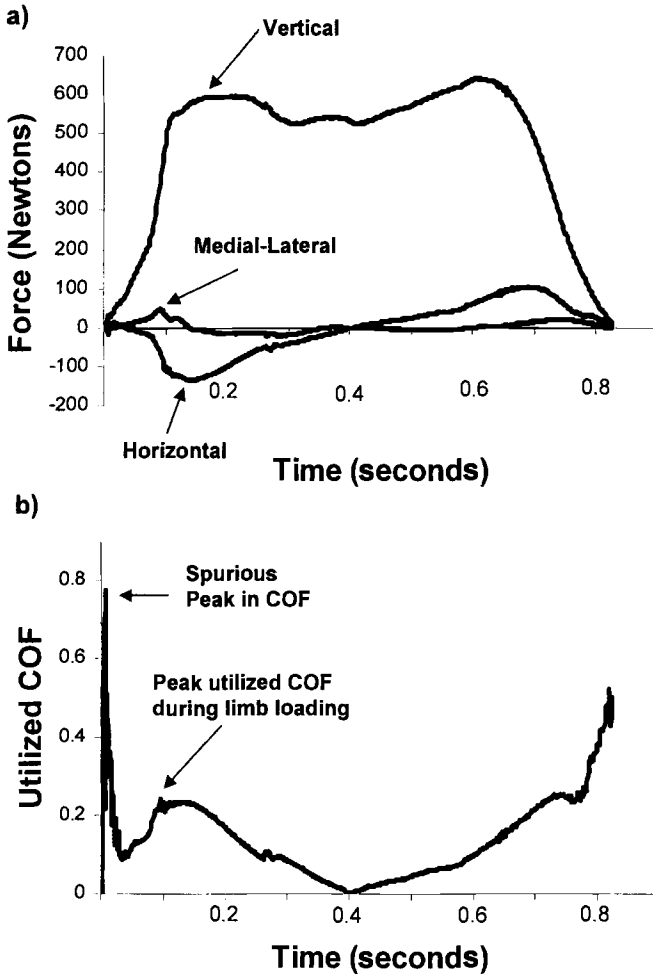 a)
Vertical
700
600
500
400
300
200
100
0
-100
-200
Force (Newtons)
Medial-Lateral
Horizontal
0.2
0.4
0.6
0.8
Time (seconds)
b)
0.8
0.6
0.4
0.2
0
Utilized COF
Spurious
Peak in COF
Peak utilized COF
during limb loading
0.2
0.4
0.6
0.8
Time (seconds)